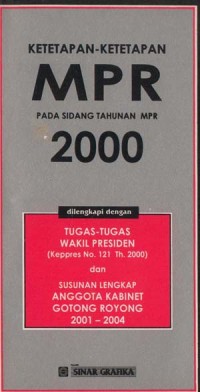 KETETAPAN-KETETAPAN
MPR
PADA SIDANG TAHUNAN MPR
2000
dilengkapi dengan
TUGAS-TUGAS
WAKIL PRESIDEN
(Keppres No. 121 Th. 2000)
dan
SUSUNAN LENGKAP
ANGGOTA KABINET
GOTONG ROYONG
2001 – 2004
SINAR GRAFIKA